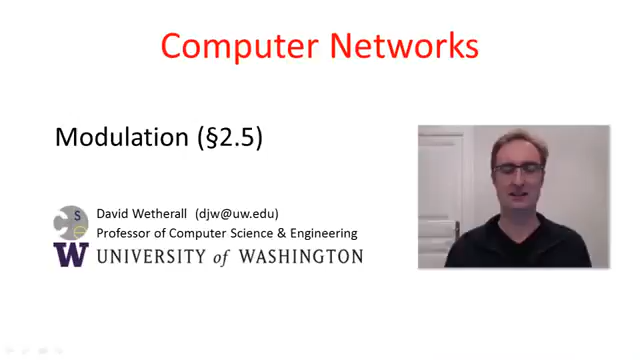 Computer Networks
Modulation (§2.5)
David Wetherall (djw@uw.edu)
Professor of Computer Science & Engineering
W UNIVERSITY of WASHINGTON